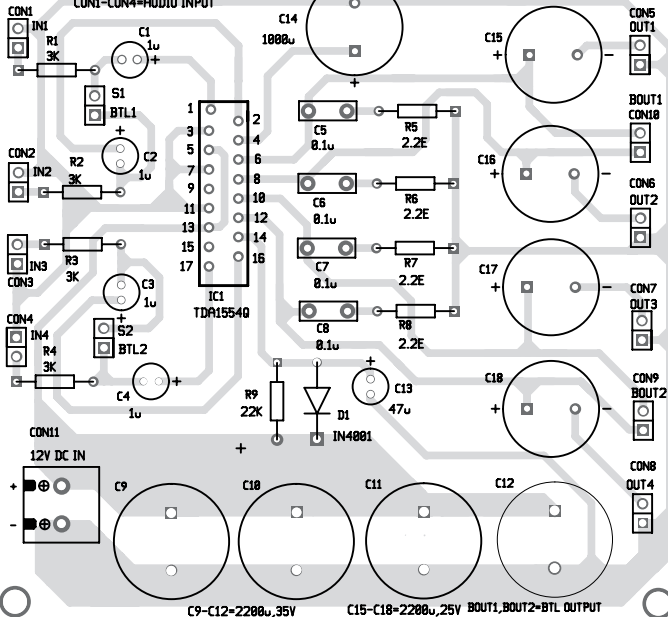 CON1-CON4=AUDIO INPUT
CON1
IN1
R1
3K
C1
1u
+
S1
BTL1
CON2
IN2
R2
3K
+
C2
1u
IN3
CON3
R3
3K
C3
1u
+
S2
BTL2
CON4
IN4
R4
3K
C4
1u
+
1
3
5
7
9
11
13
15
17
2
4
6
8
10
12
14
16
IC1
TDA1554Q
C14
1000u
+
C5
0.1u
R5
2.2E
C6
0.1u
R6
2.2E
C7
0.1u
R7
2.2E
C8
0.1u
R8
2.2E
R9
22K
D1
IN4001
+
C13
47u
C15
+
-
C16
+
-
C17
+
-
C18
+
-
CON5
OUT1
BOUT1
CON10
CON6
OUT2
CON7
OUT3
CON9
BOUT2
CON8
OUT4
CON11
12V DC IN
+
-
+
C9
C10
C11
C12
C9-C12=2200u,35V
C15-C18=2200u,25V
BOUT1,BOUT2=BTL OUTPUT